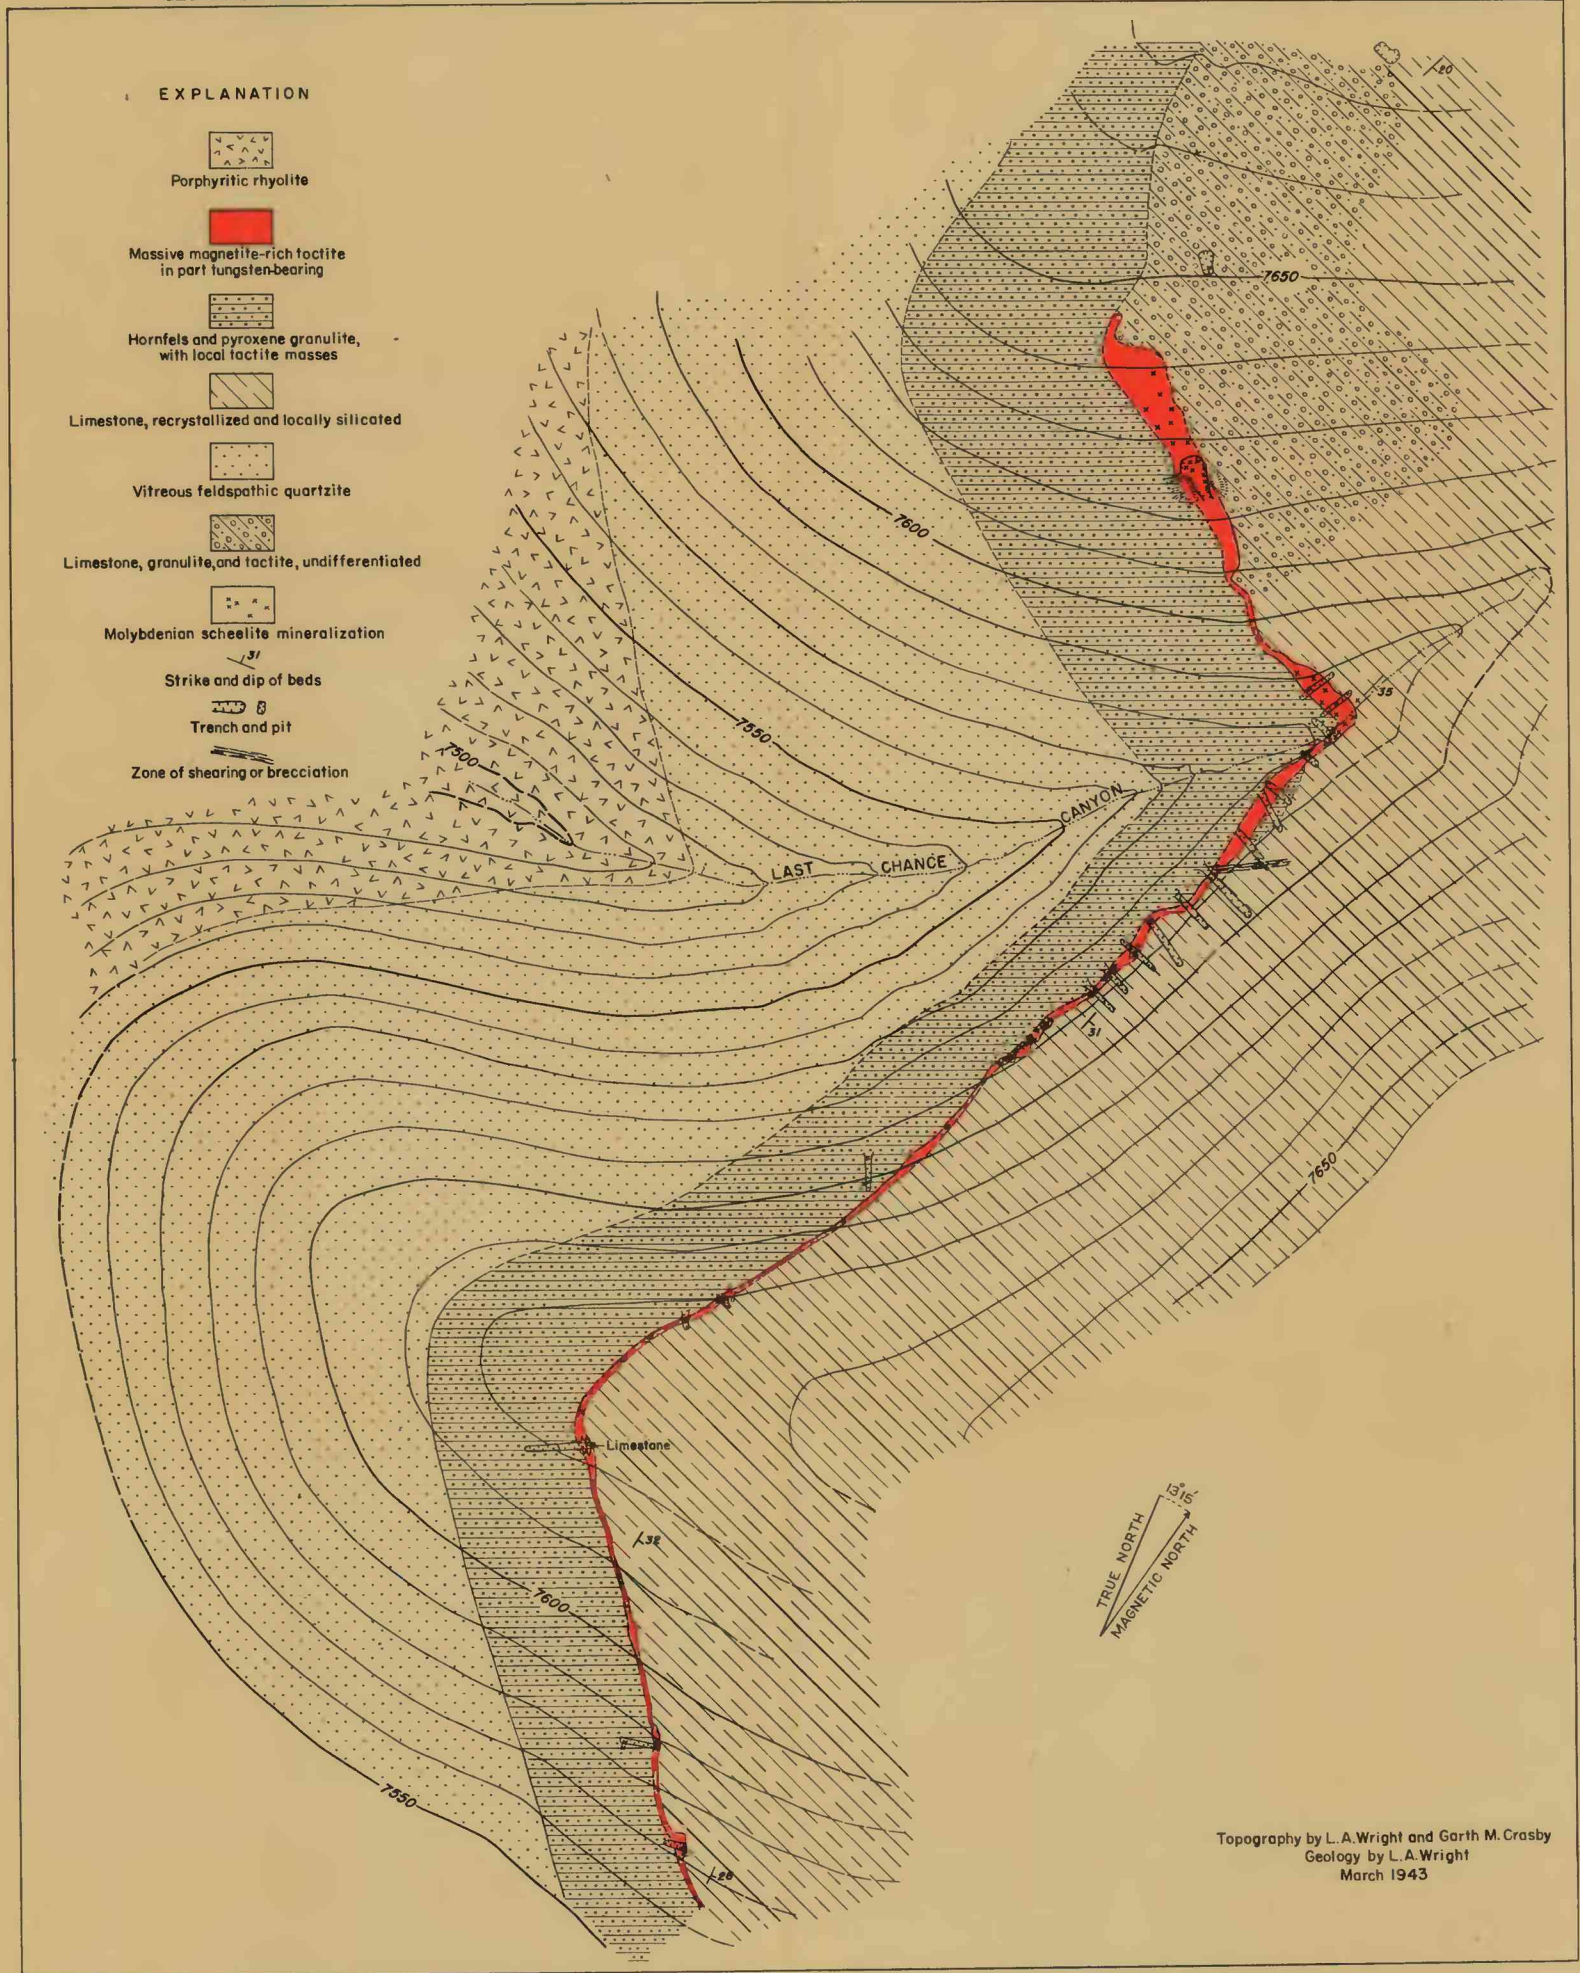 EXPLANATION
Porphyritic rhyolite
Massive magnetite-rich tactite
in part tungsten-bearing
Hornfels and pyroxene granulite,
with local tactite masses
Limestone, recrystallized and locally silicated
Vitreous feldspathic quartzite
Limestone, granulite, and tactite, undifferentiated
Molybdenian scheelite mineralization
31
Strike and dip of beds
Trench and pit
Zone of shearing or brecciation
20
7650
7600
35
7550
7500
CANYON
LAST CHANCE
31
7650
Limestone
32
7600
13°15'
TRUE NORTH
MAGNETIC NORTH
7550
26
Topography by L.A. Wright and Garth M. Crosby
Geology by L.A. Wright
March 1943